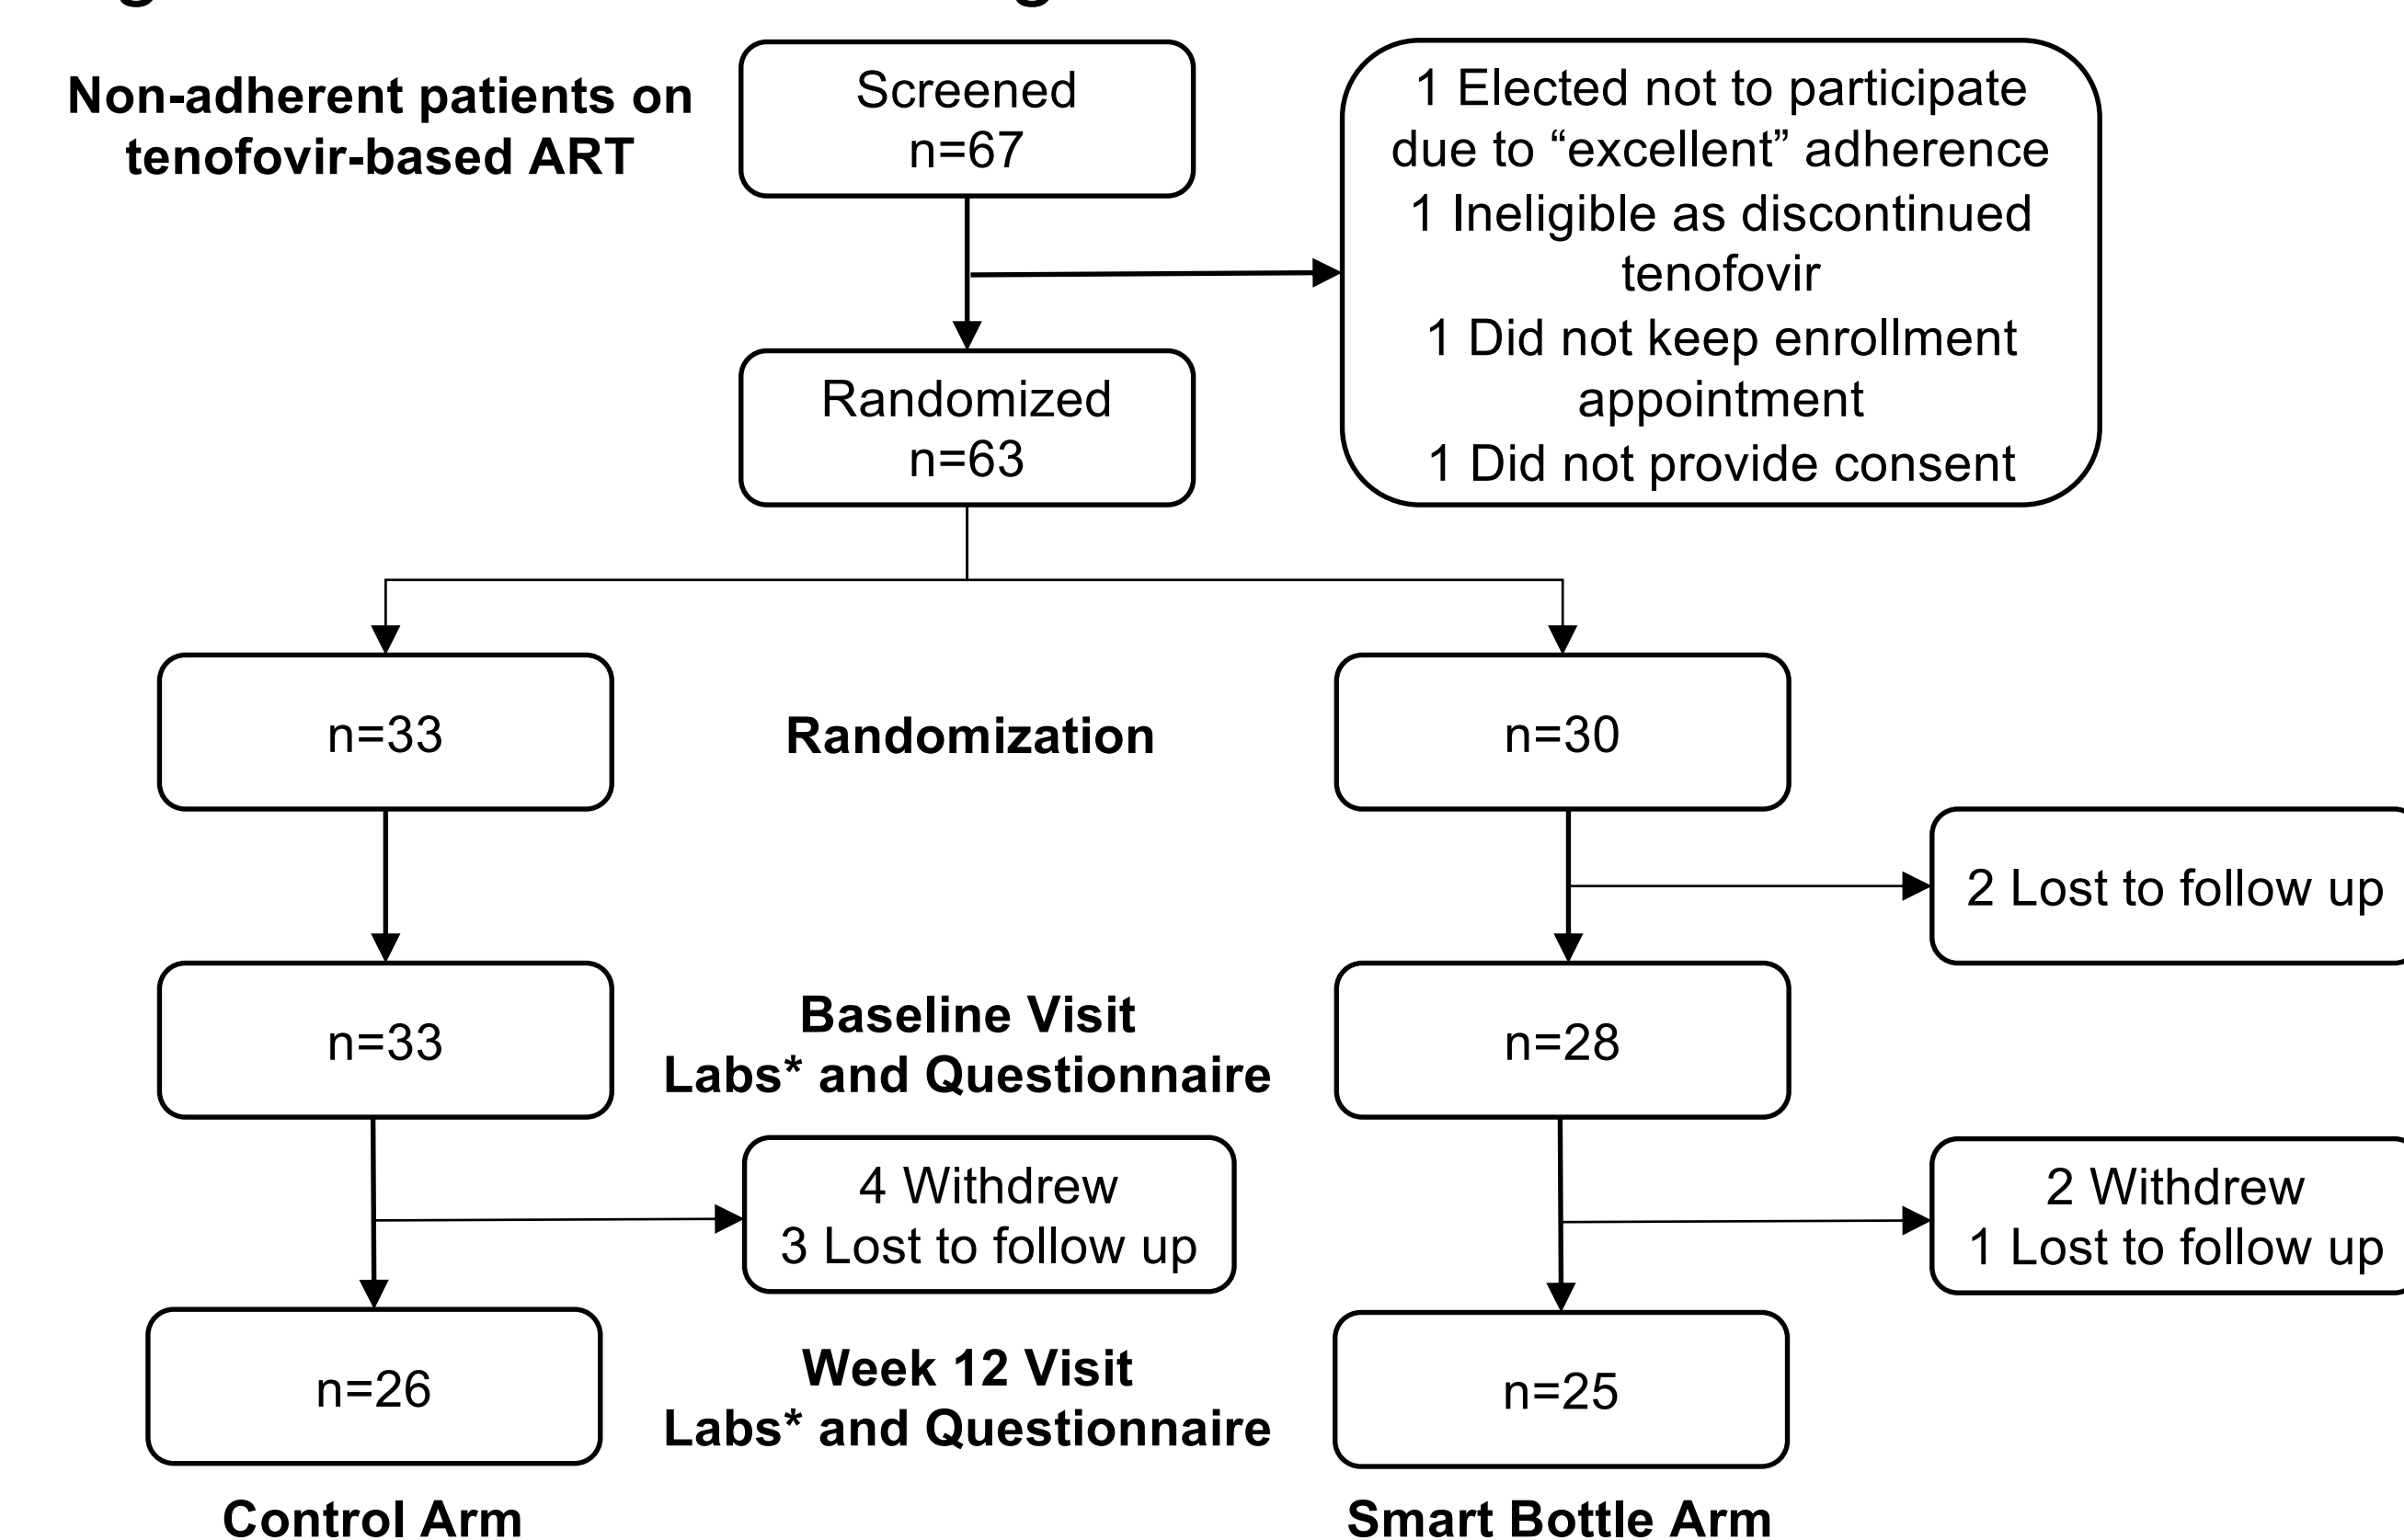 Non-adherent patients on
tenofovir-based ART
Screened
n=67
1 Elected not to participate
due to “excellent” adherence
1 Ineligible as discontinued
tenofovir
1 Did not keep enrollment
appointment
1 Did not provide consent
Randomized
n=63
n=33
Randomization
n=30
2 Lost to follow up
n=33
Baseline Visit
Labs* and Questionnaire
n=28
4 Withdrew
3 Lost to follow up
2 Withdrew
1 Lost to follow up
n=26
Week 12 Visit
Labs* and Questionnaire
n=25
Control Arm
Smart Bottle Arm